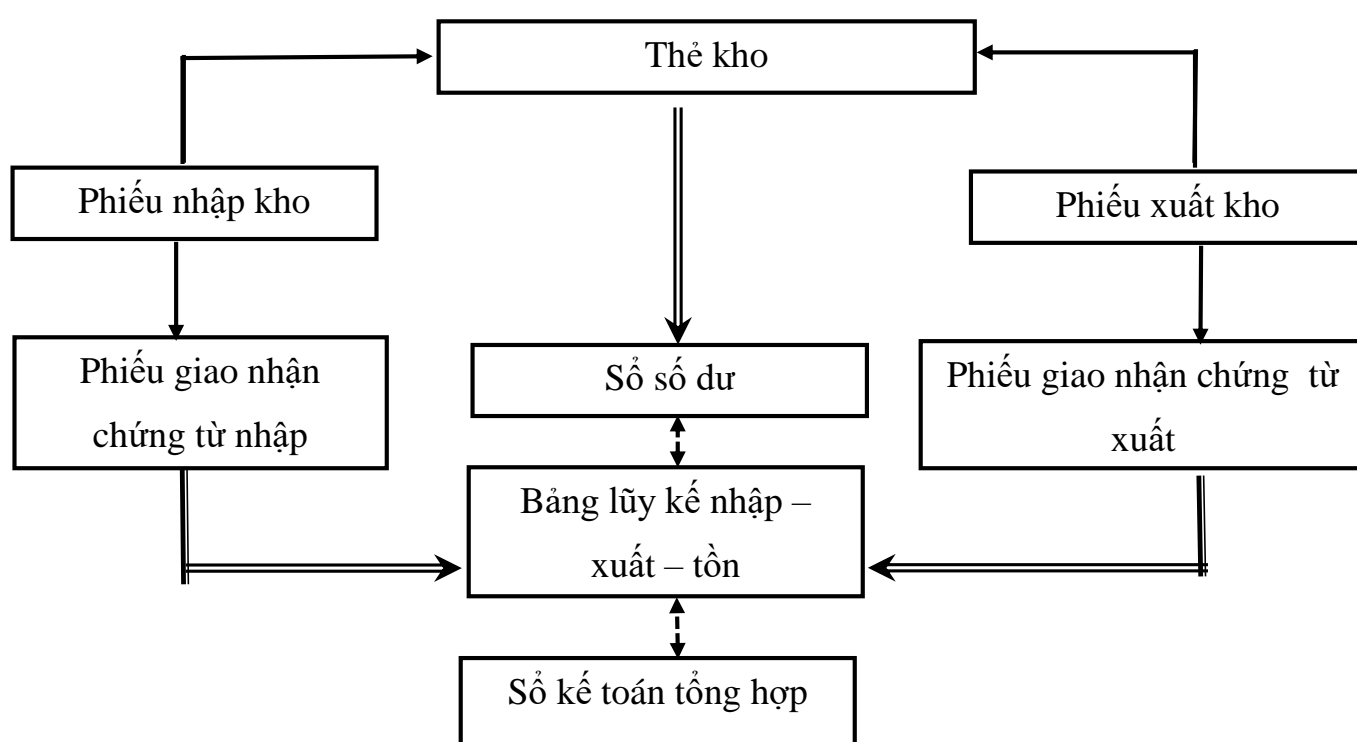 Thẻ kho
Phiếu nhập kho
Phiếu xuất kho
Phiếu giao nhận
chứng từ nhập
Sổ số dư
Phiếu giao nhận chứng từ
xuất
Bảng lũy kế nhập –
xuất – tồn
Sổ kế toán tổng hợp